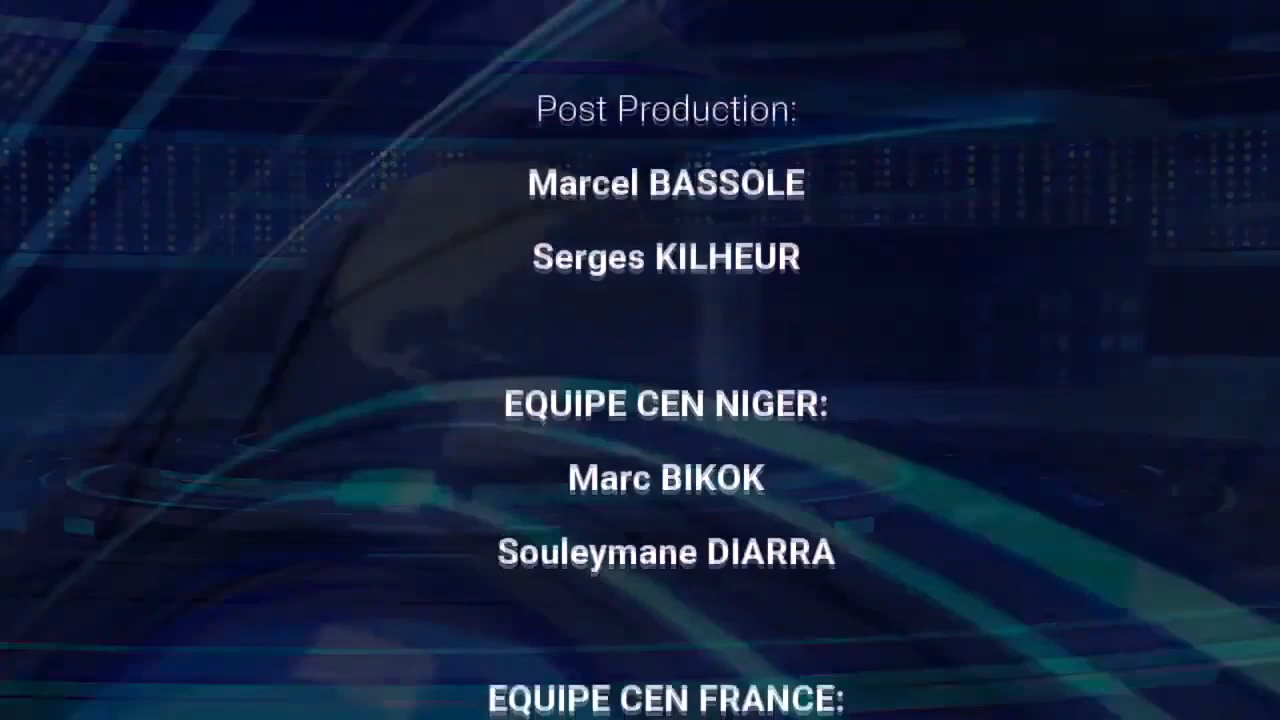 Post Production:
Marcel BASSOLE
Serges KILHEUR
EQUIPE CEN NIGER:
Marc BIKOK
Souleymane DIARRA
EQUIPE CEN FRANCE: